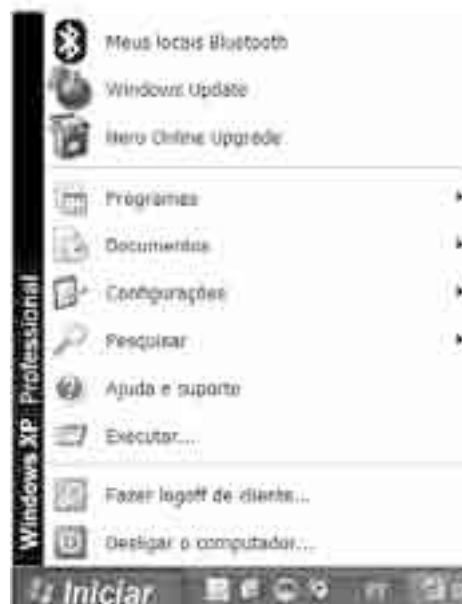 Meus locais Bluetooth
Windows Update
Nero Online Upgrade
Programas
Documentos
Configurações
Pesquisar
Ajuda e suporte
Executar...
Fazer logoff de cliente...
Desligar o computador...
Windows XP Professional
Iniciar
PT